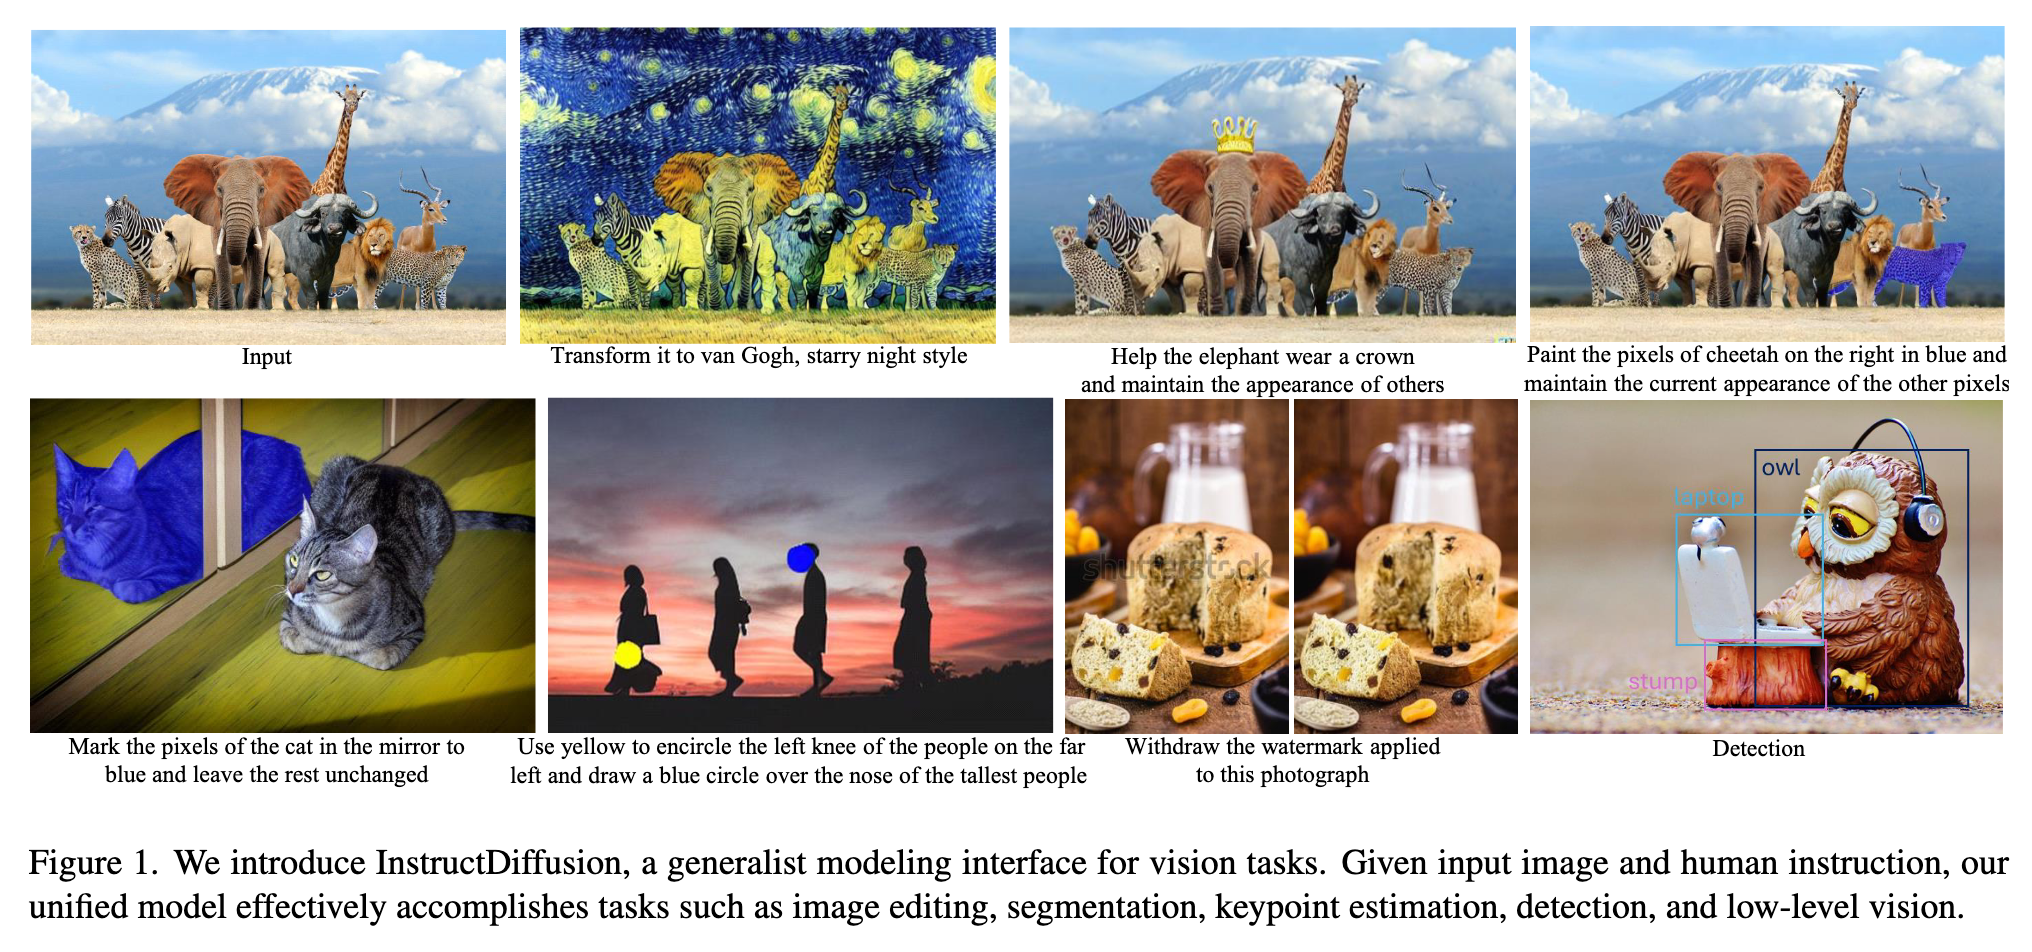 Input
Transform it to van Gogh, starry night style
Help the elephant wear a crown
and maintain the appearance of others
Paint the pixels of cheetah on the right in blue and
maintain the current appearance of the other pixels
shutterstock
owl
laptop
stump
Mark the pixels of the cat in the mirror to
blue and leave the rest unchanged
Use yellow to encircle the left knee of the people on the far
left and draw a blue circle over the nose of the tallest people
Withdraw the watermark applied
to this photograph
Detection
Figure 1. We introduce InstructDiffusion, a generalist modeling interface for vision tasks. Given input image and human instruction, our
unified model effectively accomplishes tasks such as image editing, segmentation, keypoint estimation, detection, and low-level vision.